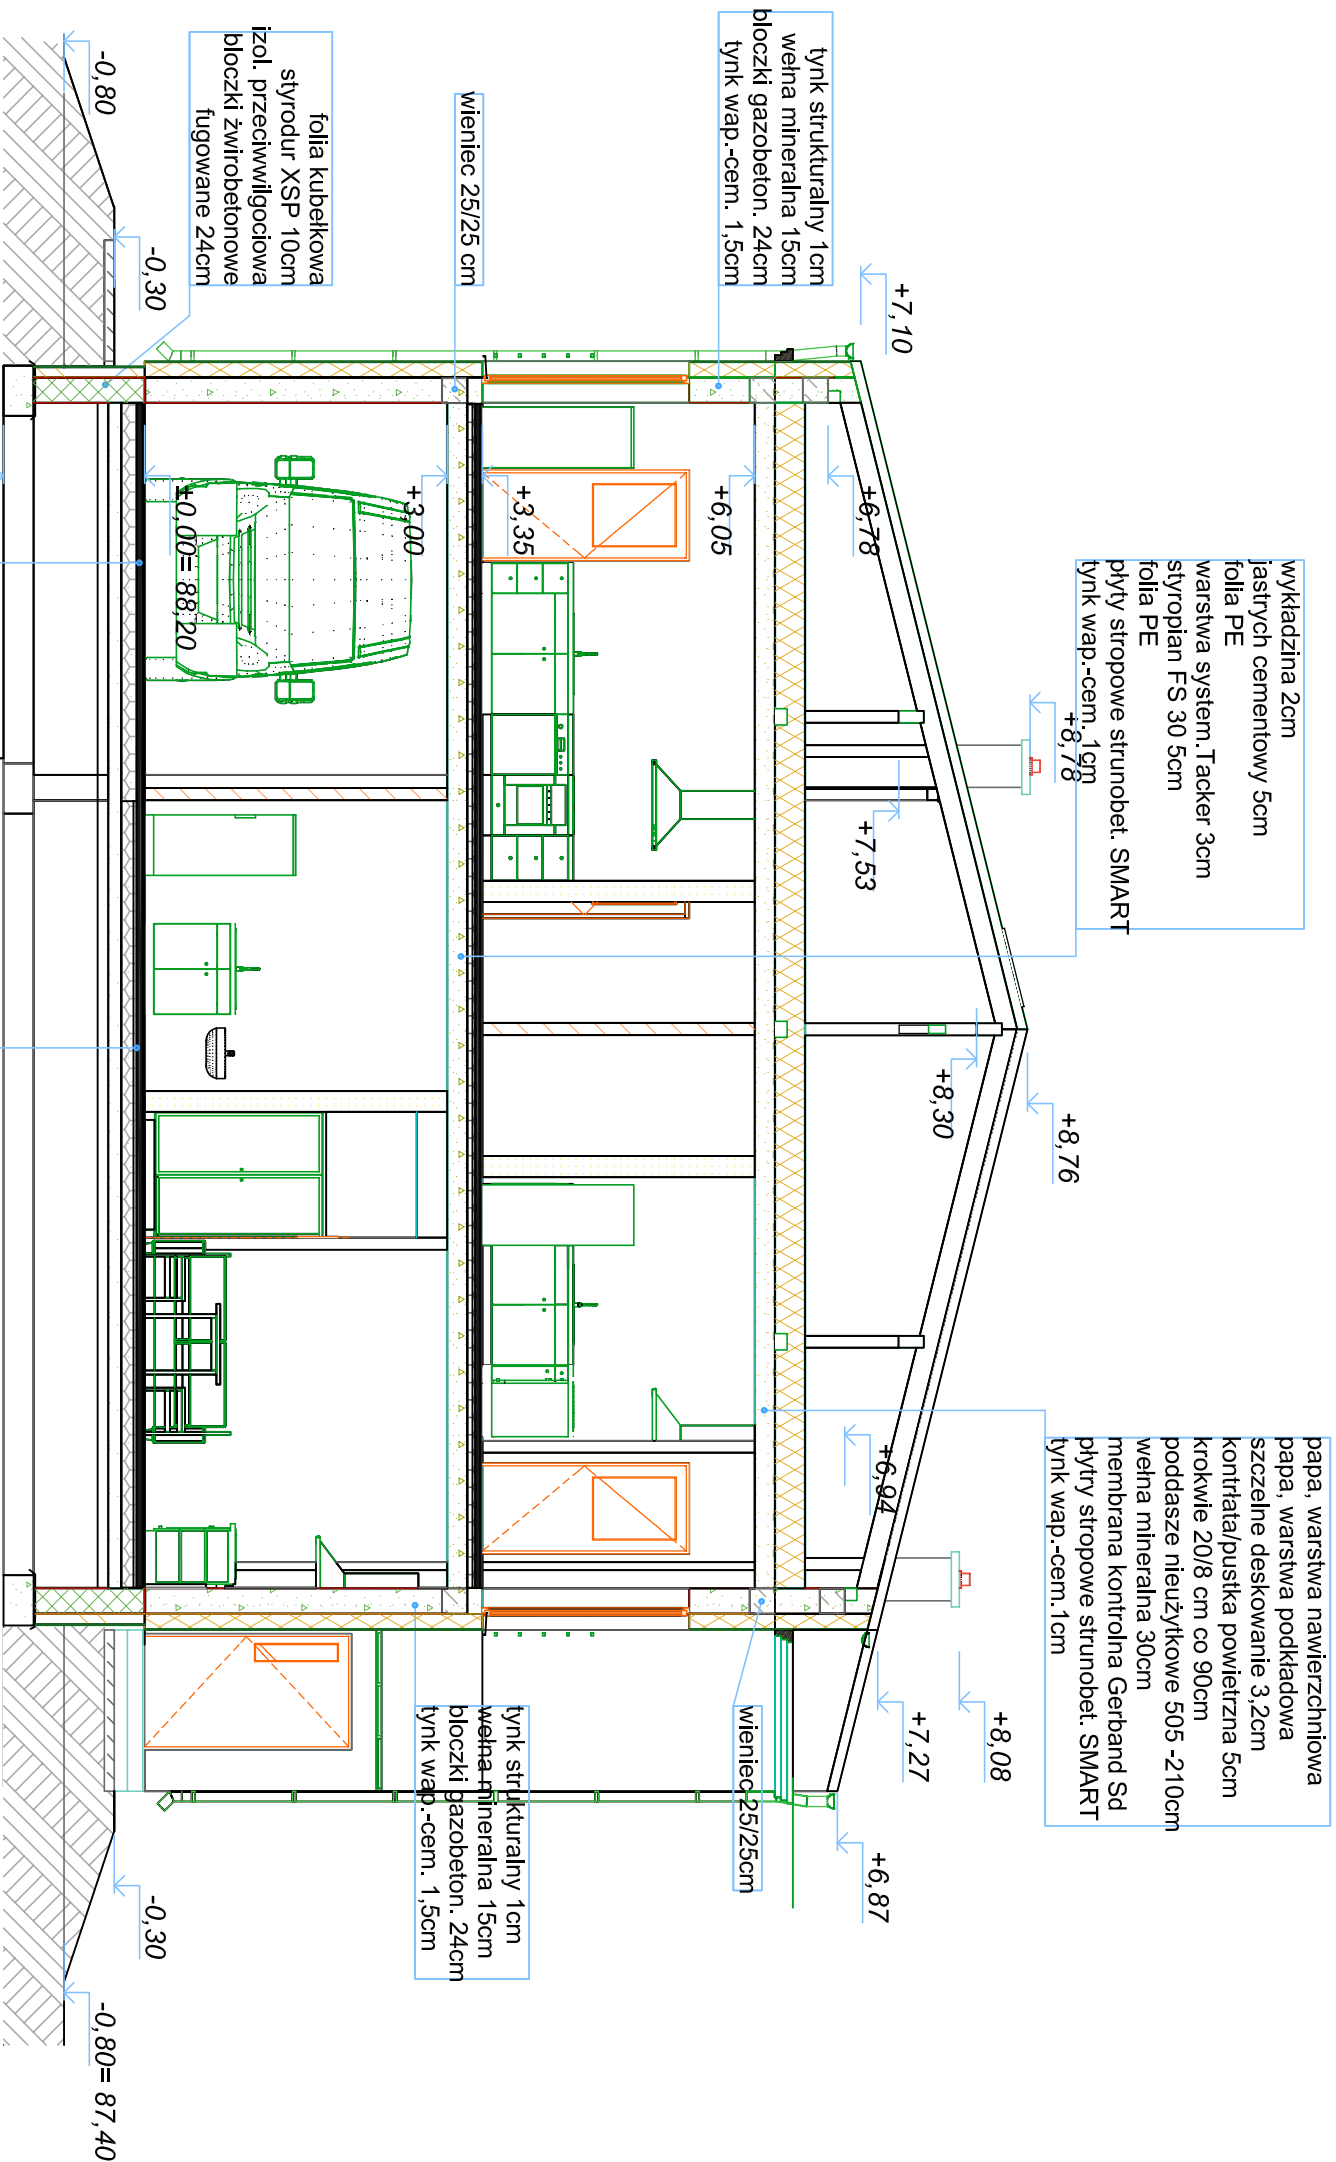 tynk strukturalny 1cm
wełna mineralna 15cm
bloczki gazobeton. 24cm
tynk wap.-cem. 1,5cm
wieniec 25/25 cm
folia kubełkowa
styrodur XSP 10cm
izol. przeciwwilgociowa
bloczki żwirobetonowe
fugowane 24cm
-0,80
-0,30
+7,10
+6,78
+6,05
+3,35
+3,00
+0,00= 88,20
wykładzina 2cm
jastrych cementowy 5cm
folia PE
warstwa system.Tacker 3cm
styropian FS 30 5cm
folia PE
płyty stropowe strunobet. SMART
tynk wap.-cem. 1cm
+8,78
+7,53
+8,30
+8,76
papa, warstwa nawierzchniowa
papa, warstwa podkładowa
szczelne deskowanie 3,2cm
kontrłata/pustka powietrzna 5cm
krokwie 20/8 cm co 90cm
poddasze nieużytkowe 505 -210cm
wełna mineralna 30cm
membrana kontrolna Gerband Sd
płytry stropowe strunobet. SMART
tynk wap.-cem.1cm
+6,94
+8,08
+7,27
+6,87
wieniec 25/25cm
tynk strukturalny 1cm
wełna mineralna 15cm
bloczki gazobeton. 24cm
tynk wap.-cem. 1,5cm
-0,30
-0,80= 87,40